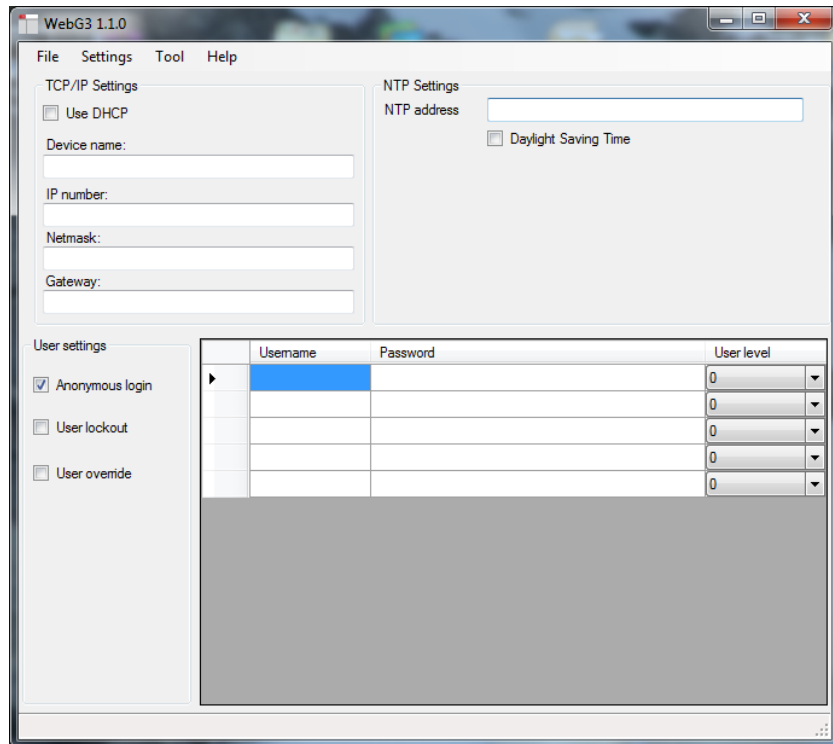 WebG3 1.1.0
File Settings Tool Help
TCP/IP Settings
Use DHCP
Device name:
IP number:
Netmask:
Gateway:
NTP Settings
NTP address
Daylight Saving Time
User settings
Anonymous login
User lockout
User override
Username Password User level
0
0
0
0
0